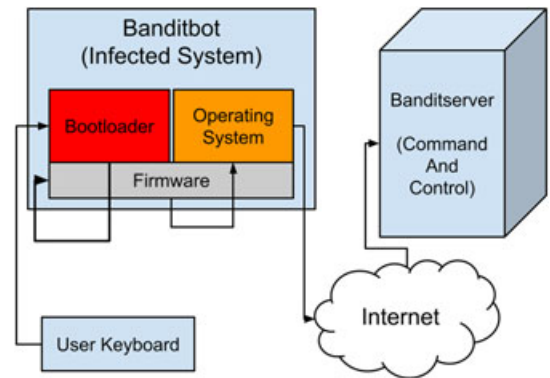 Banditbot
(Infected System)
Bootloader
Operating
System
Firmware
User Keyboard
Banditserver
(Command
And
Control)
Internet